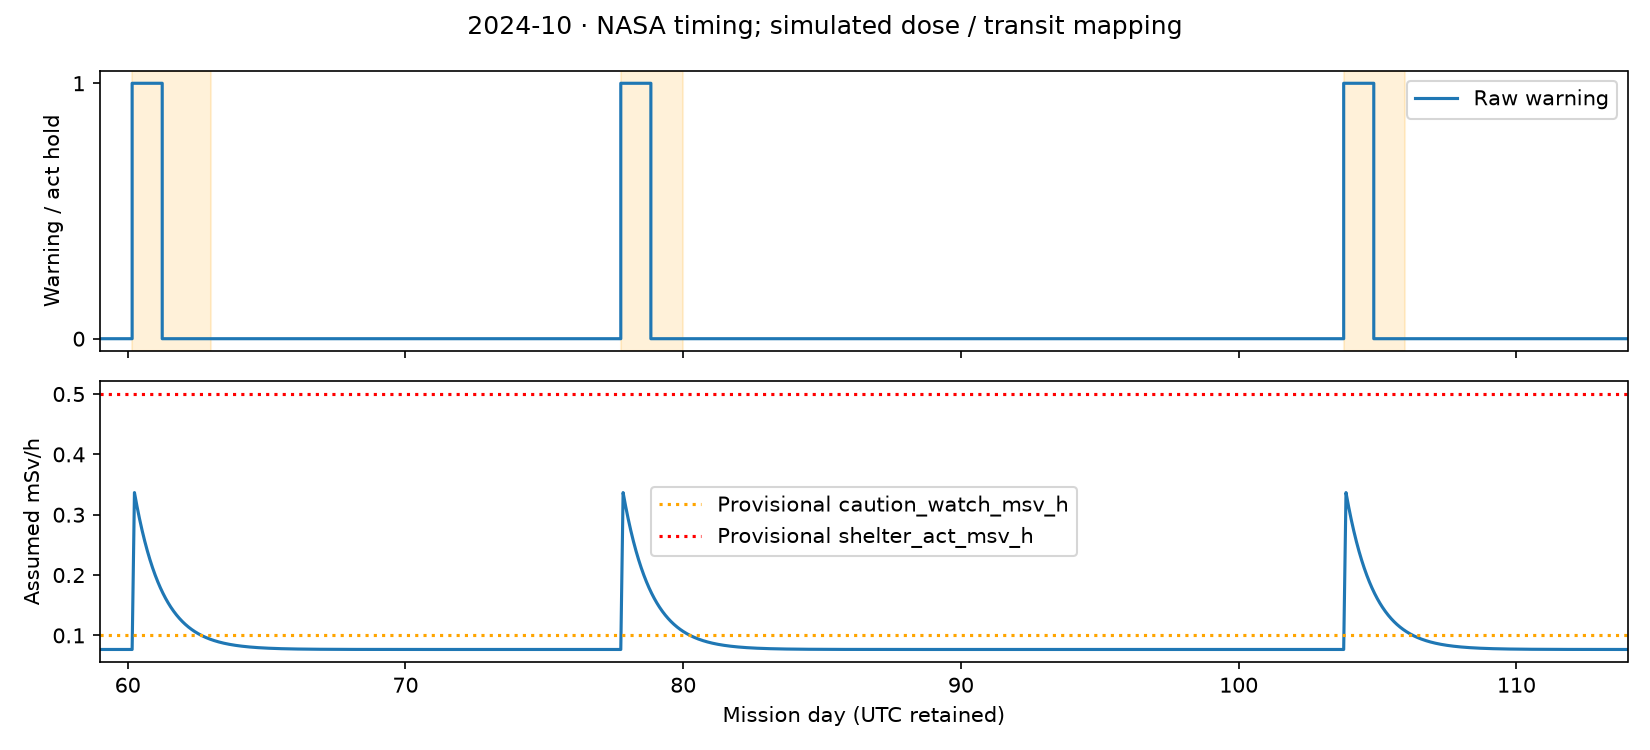 2024-10 · NASA timing; simulated dose / transit mapping
Warning / act hold
1
0
Raw warning
Assumed mSv/h
0.5
0.4
0.3
0.2
0.1
Provisional caution_watch_msv_h
Provisional shelter_act_msv_h
60
70
80
90
100
110
Mission day (UTC retained)